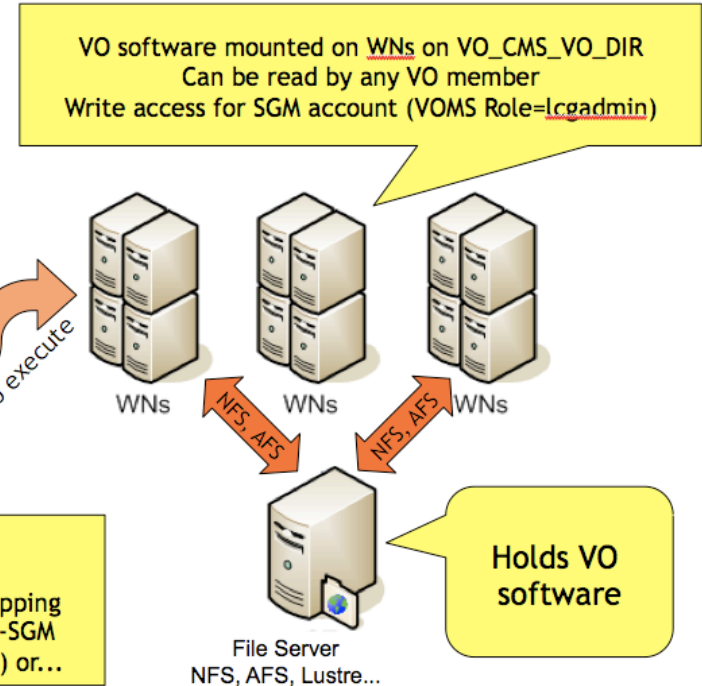 VO software mounted on WNs on VO_CMS_VO_DIR
Can be read by any VO member
Write access for SGM account (VOMS Role=lcgadmin)
execute
WNs
WNs
WNs
NFS, AFS
NFS, AFS
Holds VO
software
pping
-SGM
) or...
File Server
NFS, AFS, Lustre...